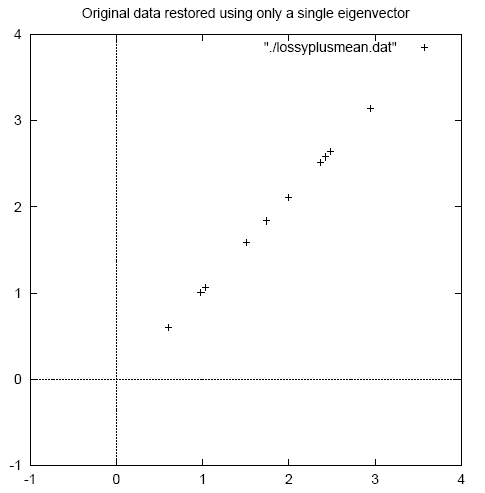 Original data restored using only a single eigenvector
4
"./lossyplusmean.dat"
3
2
1
0
-1
-1 0 1 2 3 4